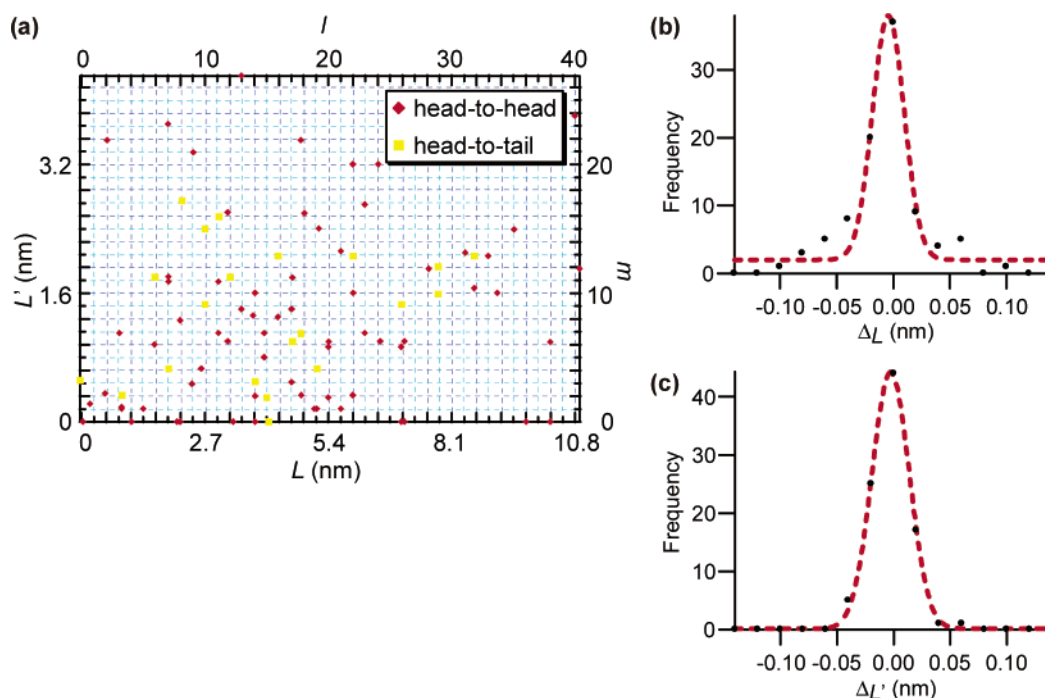 (a)
l
0 10 20 30 40
head-to-head
head-to-tail
3.2
1.6
0
L' (nm)
20
10
0
m
0 2.7 5.4 8.1 10.8
L (nm)
(b)
30
20
10
0
Frequency
-0.10 -0.05 0.00 0.05 0.10
ΔL (nm)
(c)
40
30
20
10
0
Frequency
-0.10 -0.05 0.00 0.05 0.10
ΔL' (nm)